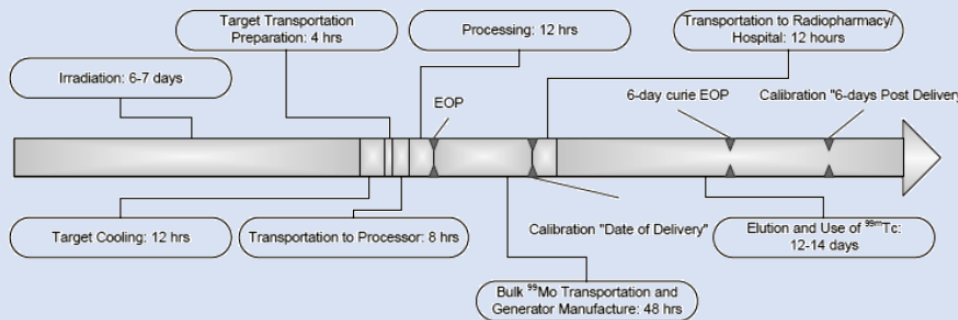 Target Transportation
Preparation: 4 hrs
Processing: 12 hrs
Transportation to Radiopharmacy/
Hospital: 12 hours
Irradiation: 6-7 days
EOP
6-day curie EOP
Calibration "6-days Post Delivery
Target Cooling: 12 hrs
Transportation to Processor: 8 hrs
Calibration "Date of Delivery"
Elution and Use of ⁹⁹ᵐTc:
12-14 days
Bulk ⁹⁹Mo Transportation and
Generator Manufacture: 48 hrs